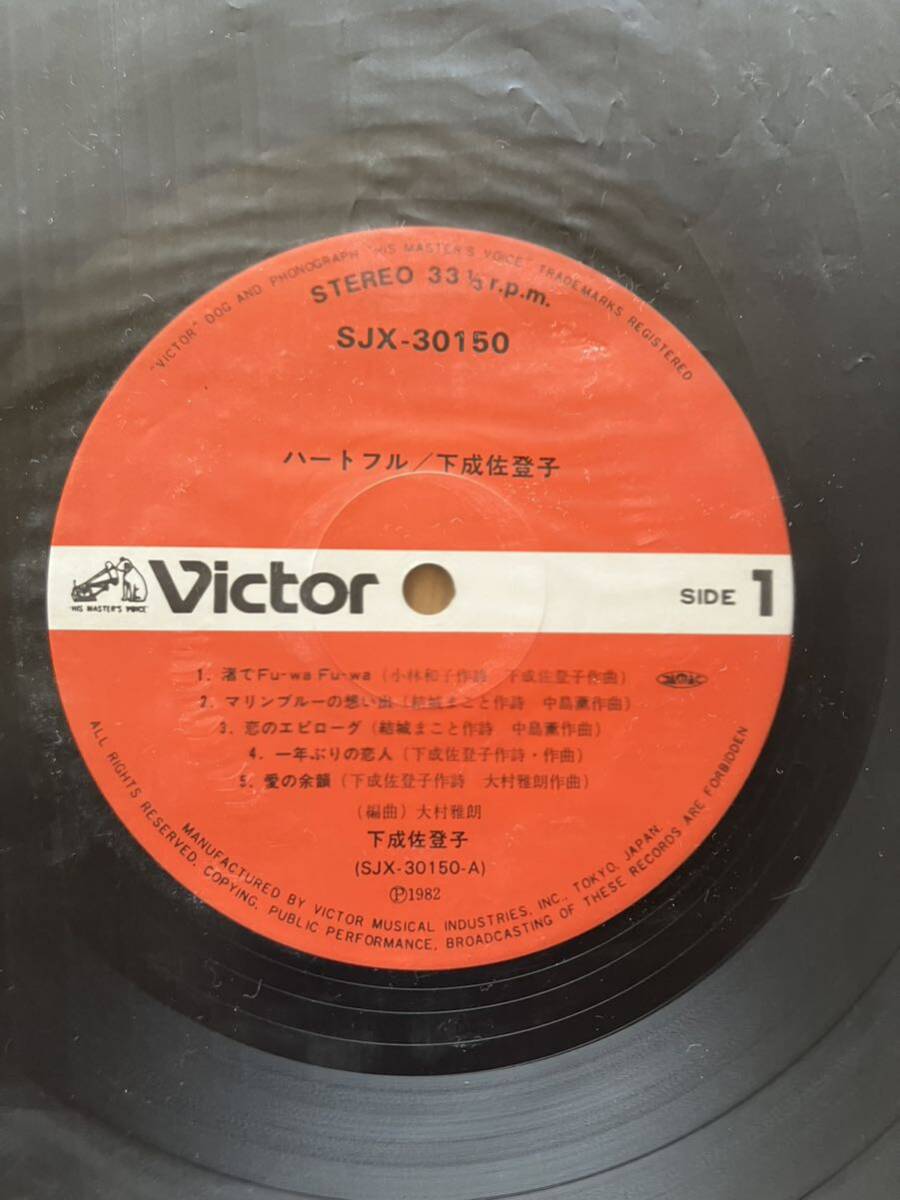 "VICTOR" DOG AND PHONOGRAPH "HIS MASTER'S VOICE" TRADEMARKS REGISTERED
STEREO 33 1/3 r.p.m.
SJX-30150
ハートフル／下成佐登子
"HIS MASTER'S VOICE"
Victor
SIDE 1
1. 渚でFu-wa Fu-wa（小林和子作詩 下成佐登子作曲）
2. マリンブルーの想い出（結城まこと作詩 中島薫作曲）
3. 恋のエピローグ（結城まこと作詩 中島薫作曲）
4. 一年ぶりの恋人（下成佐登子作詩・作曲）
5. 愛の余韻（下成佐登子作詩 大村雅朗作曲）
（編曲）大村雅朗
下成佐登子
(SJX-30150-A)
Ⓟ1982
MANUFACTURED BY VICTOR MUSICAL INDUSTRIES, INC., TOKYO, JAPAN.
ALL RIGHTS RESERVED. COPYING, PUBLIC PERFORMANCE, BROADCASTING OF THESE RECORDS ARE FORBIDDEN